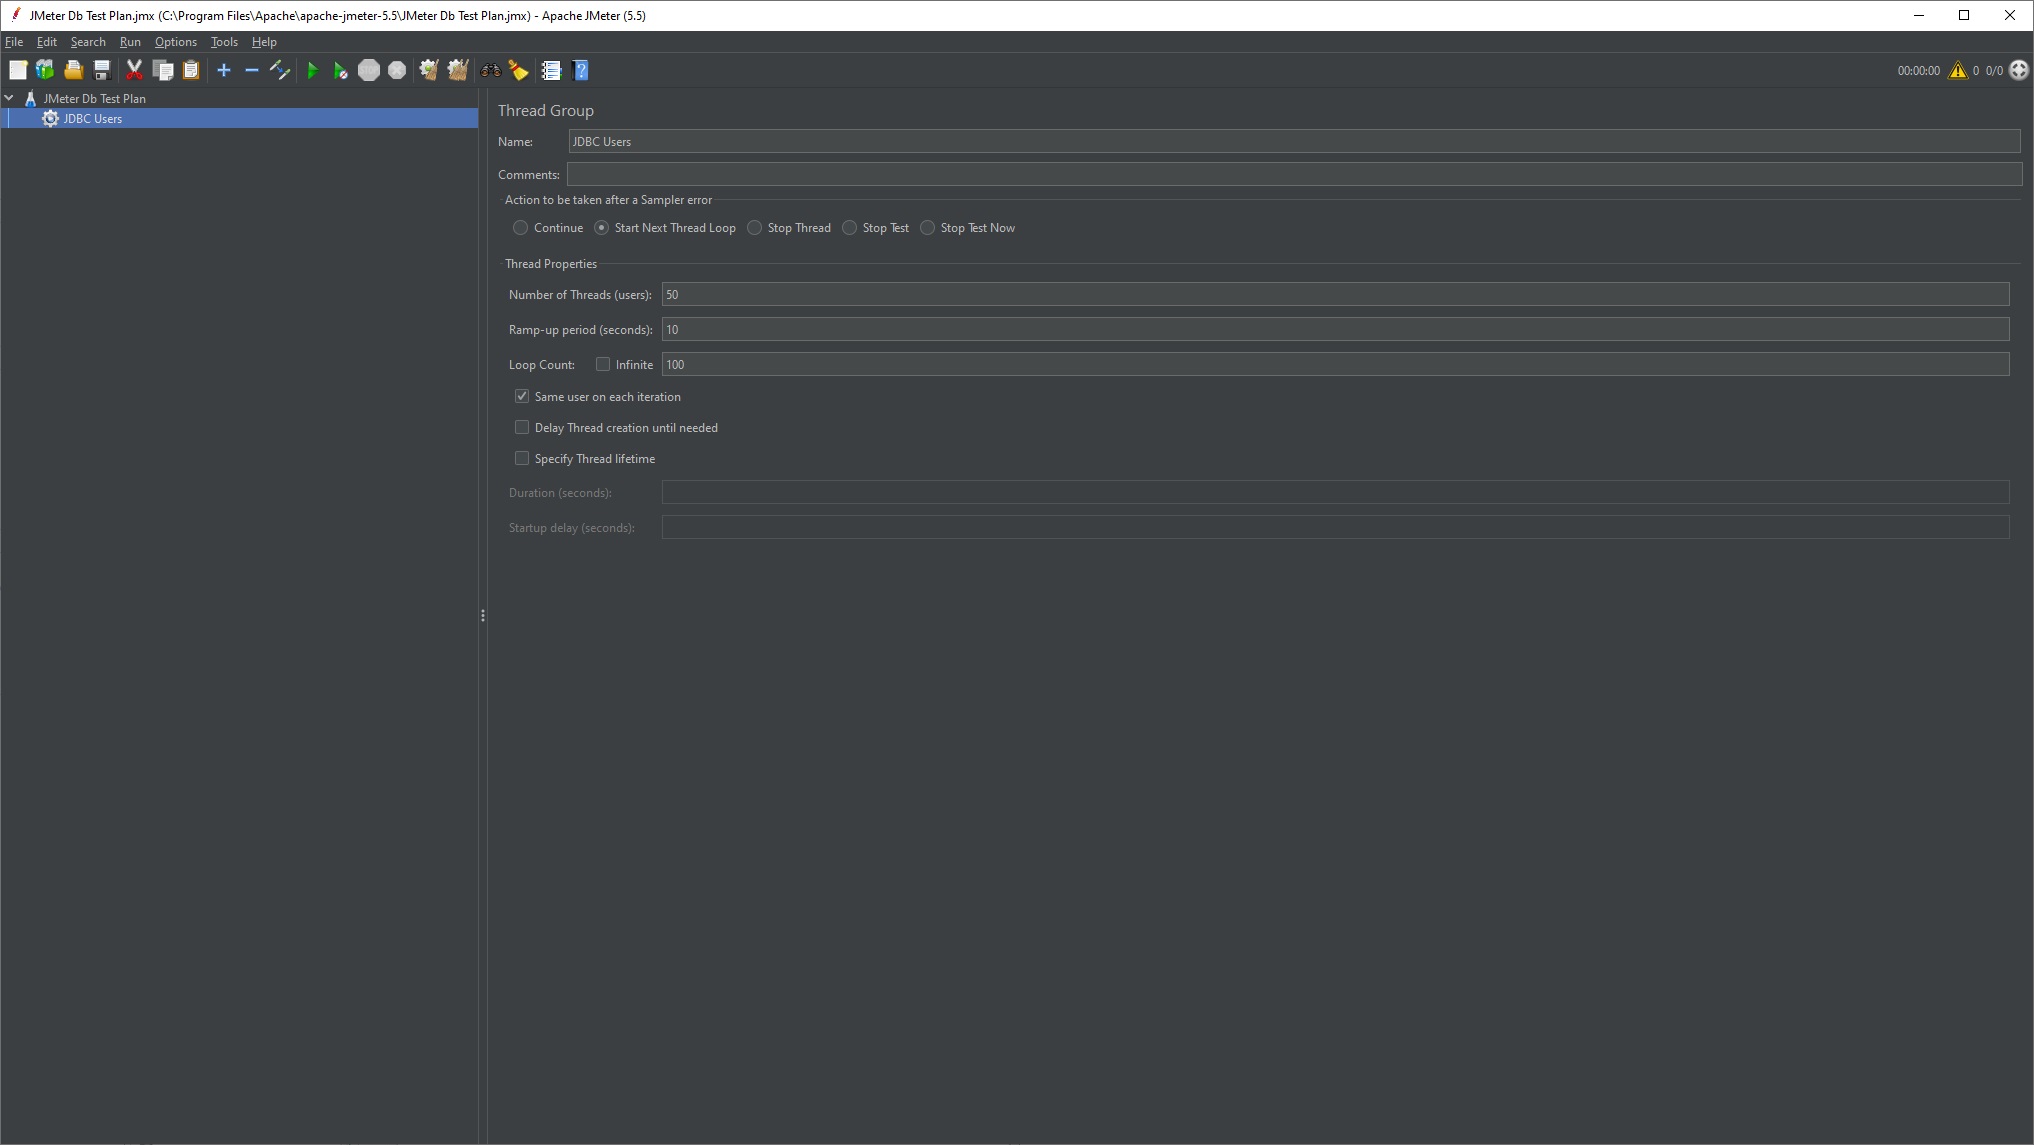 JMeter Db Test Plan.jmx (C:\Program Files\Apache\apache-jmeter-5.5\JMeter Db Test Plan.jmx) - Apache JMeter (5.5)
File Edit Search Run Options Tools Help
STOP
00:00:00 0 0/0
JMeter Db Test Plan
JDBC Users
Thread Group
Name: JDBC Users
Comments:
Action to be taken after a Sampler error
Continue Start Next Thread Loop Stop Thread Stop Test Stop Test Now
Thread Properties
Number of Threads (users): 50
Ramp-up period (seconds): 10
Loop Count: Infinite 100
Same user on each iteration
Delay Thread creation until needed
Specify Thread lifetime
Duration (seconds):
Startup delay (seconds):